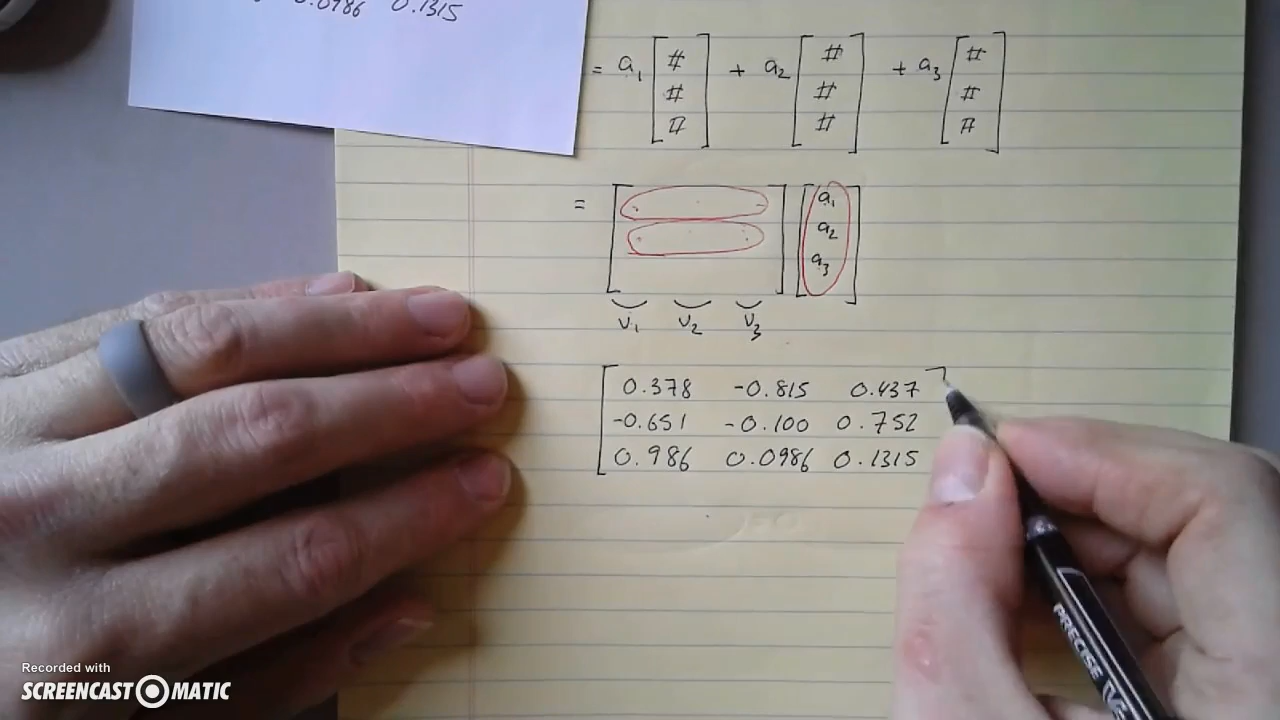 0.0986 0.1315
= a₁ [# # #] + a₂ [# # #] + a₃ [# # #]
= [ ] [a₁ a₂ a₃]
v₁ v₂ v₃
0.378 -0.815 0.437
-0.651 -0.100 0.752
0.986 0.0986 0.1315
PRECISE V5
Recorded with
SCREENCAST-O-MATIC